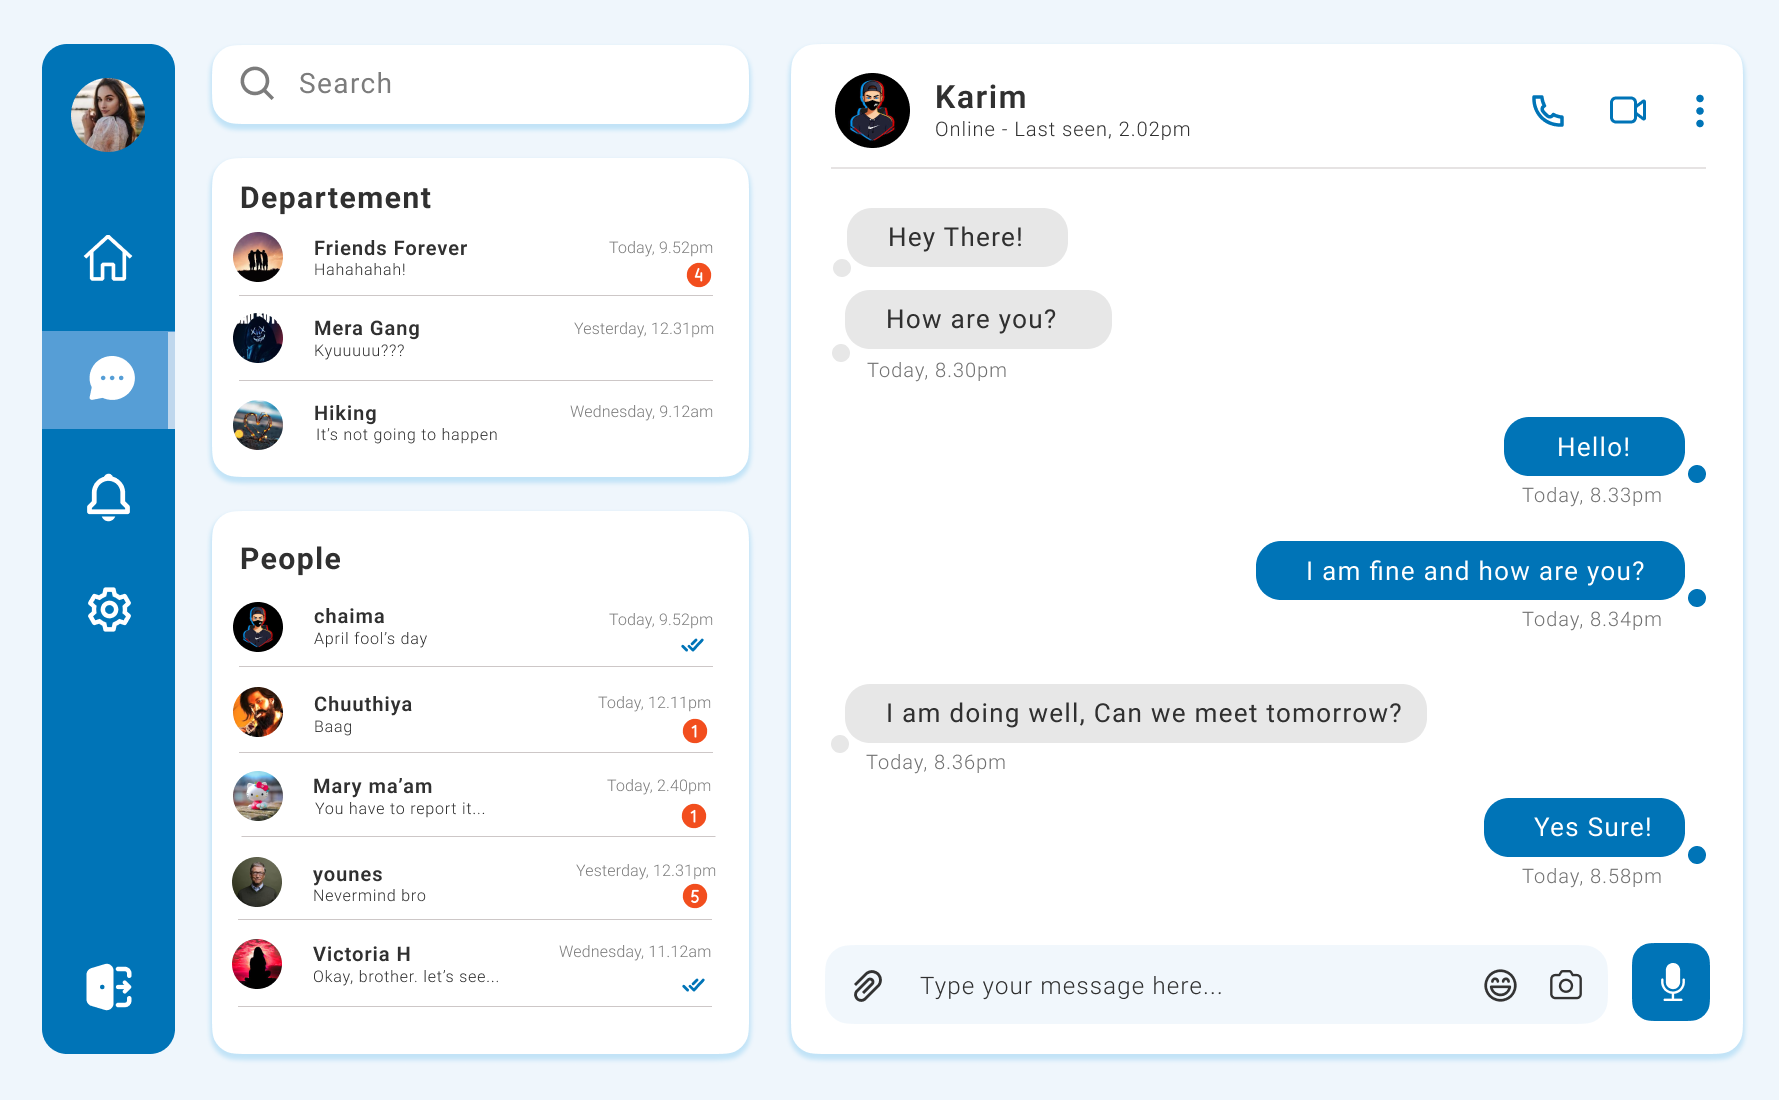 Search
Departement
Friends Forever
Today, 9.52pm
Hahahahah!
4
Mera Gang
Yesterday, 12.31pm
Kyuuuuu???
Hiking
Wednesday, 9.12am
It's not going to happen
People
chaima
Today, 9.52pm
April fool's day
Chuuthiya
Today, 12.11pm
Baag
1
Mary ma'am
Today, 2.40pm
You have to report it...
1
younes
Yesterday, 12.31pm
Nevermind bro
5
Victoria H
Wednesday, 11.12am
Okay, brother. let's see...
Karim
Online - Last seen, 2.02pm
Hey There!
How are you?
Today, 8.30pm
Hello!
Today, 8.33pm
I am fine and how are you?
Today, 8.34pm
I am doing well, Can we meet tomorrow?
Today, 8.36pm
Yes Sure!
Today, 8.58pm
Type your message here...